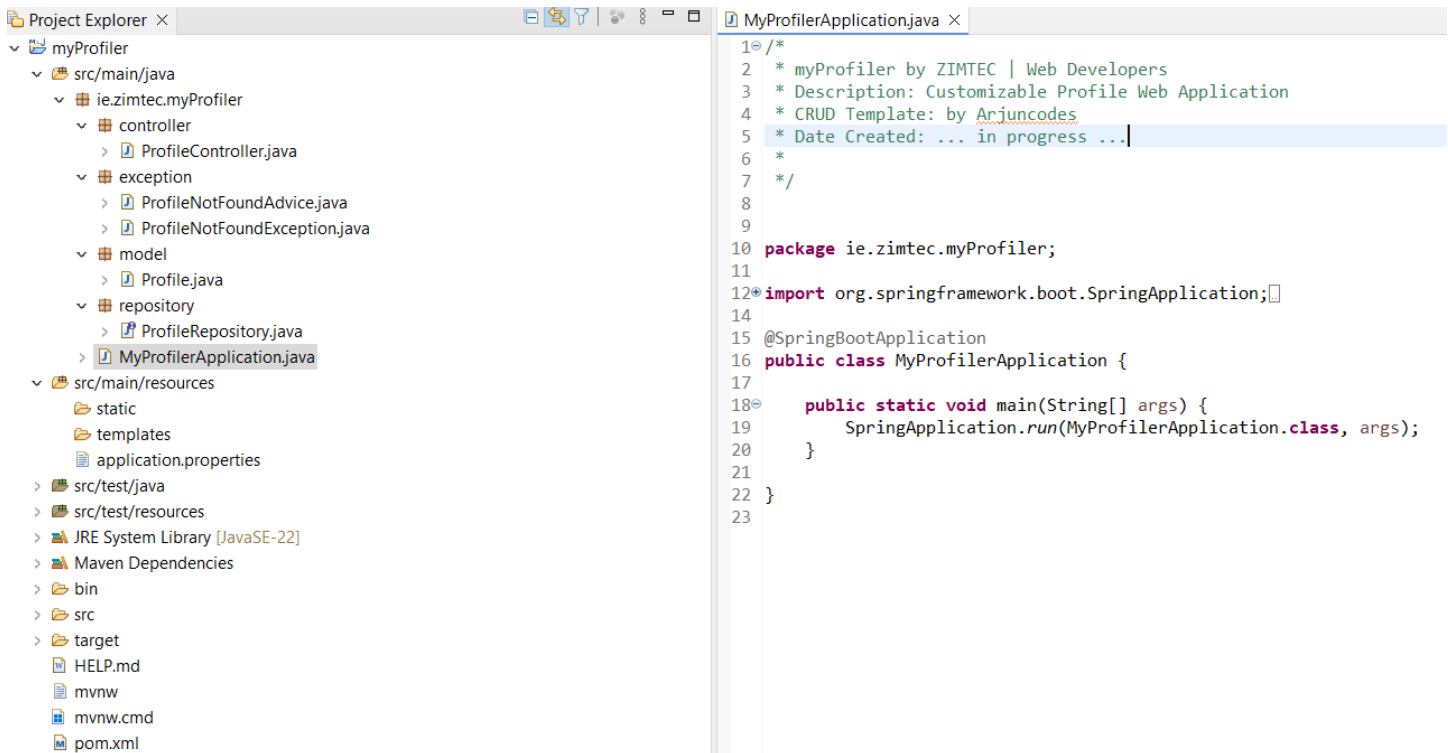 Project Explorer
myProfiler
src/main/java
ie.zimtec.myProfiler
controller
ProfileController.java
exception
ProfileNotFoundAdvice.java
ProfileNotFoundException.java
model
Profile.java
repository
ProfileRepository.java
MyProfilerApplication.java
src/main/resources
static
templates
application.properties
src/test/java
src/test/resources
JRE System Library [JavaSE-22]
Maven Dependencies
bin
src
target
HELP.md
mvnw
mvnw.cmd
pom.xml
MyProfilerApplication.java
1 /*
2  * myProfiler by ZIMTEC | Web Developers
3  * Description: Customizable Profile Web Application
4  * CRUD Template: by Arjuncodes
5  * Date Created: ... in progress ...
6  *
7  */
8
9
10 package ie.zimtec.myProfiler;
11
12 import org.springframework.boot.SpringApplication;
14
15 @SpringBootApplication
16 public class MyProfilerApplication {
17
18     public static void main(String[] args) {
19         SpringApplication.run(MyProfilerApplication.class, args);
20     }
21
22 }
23